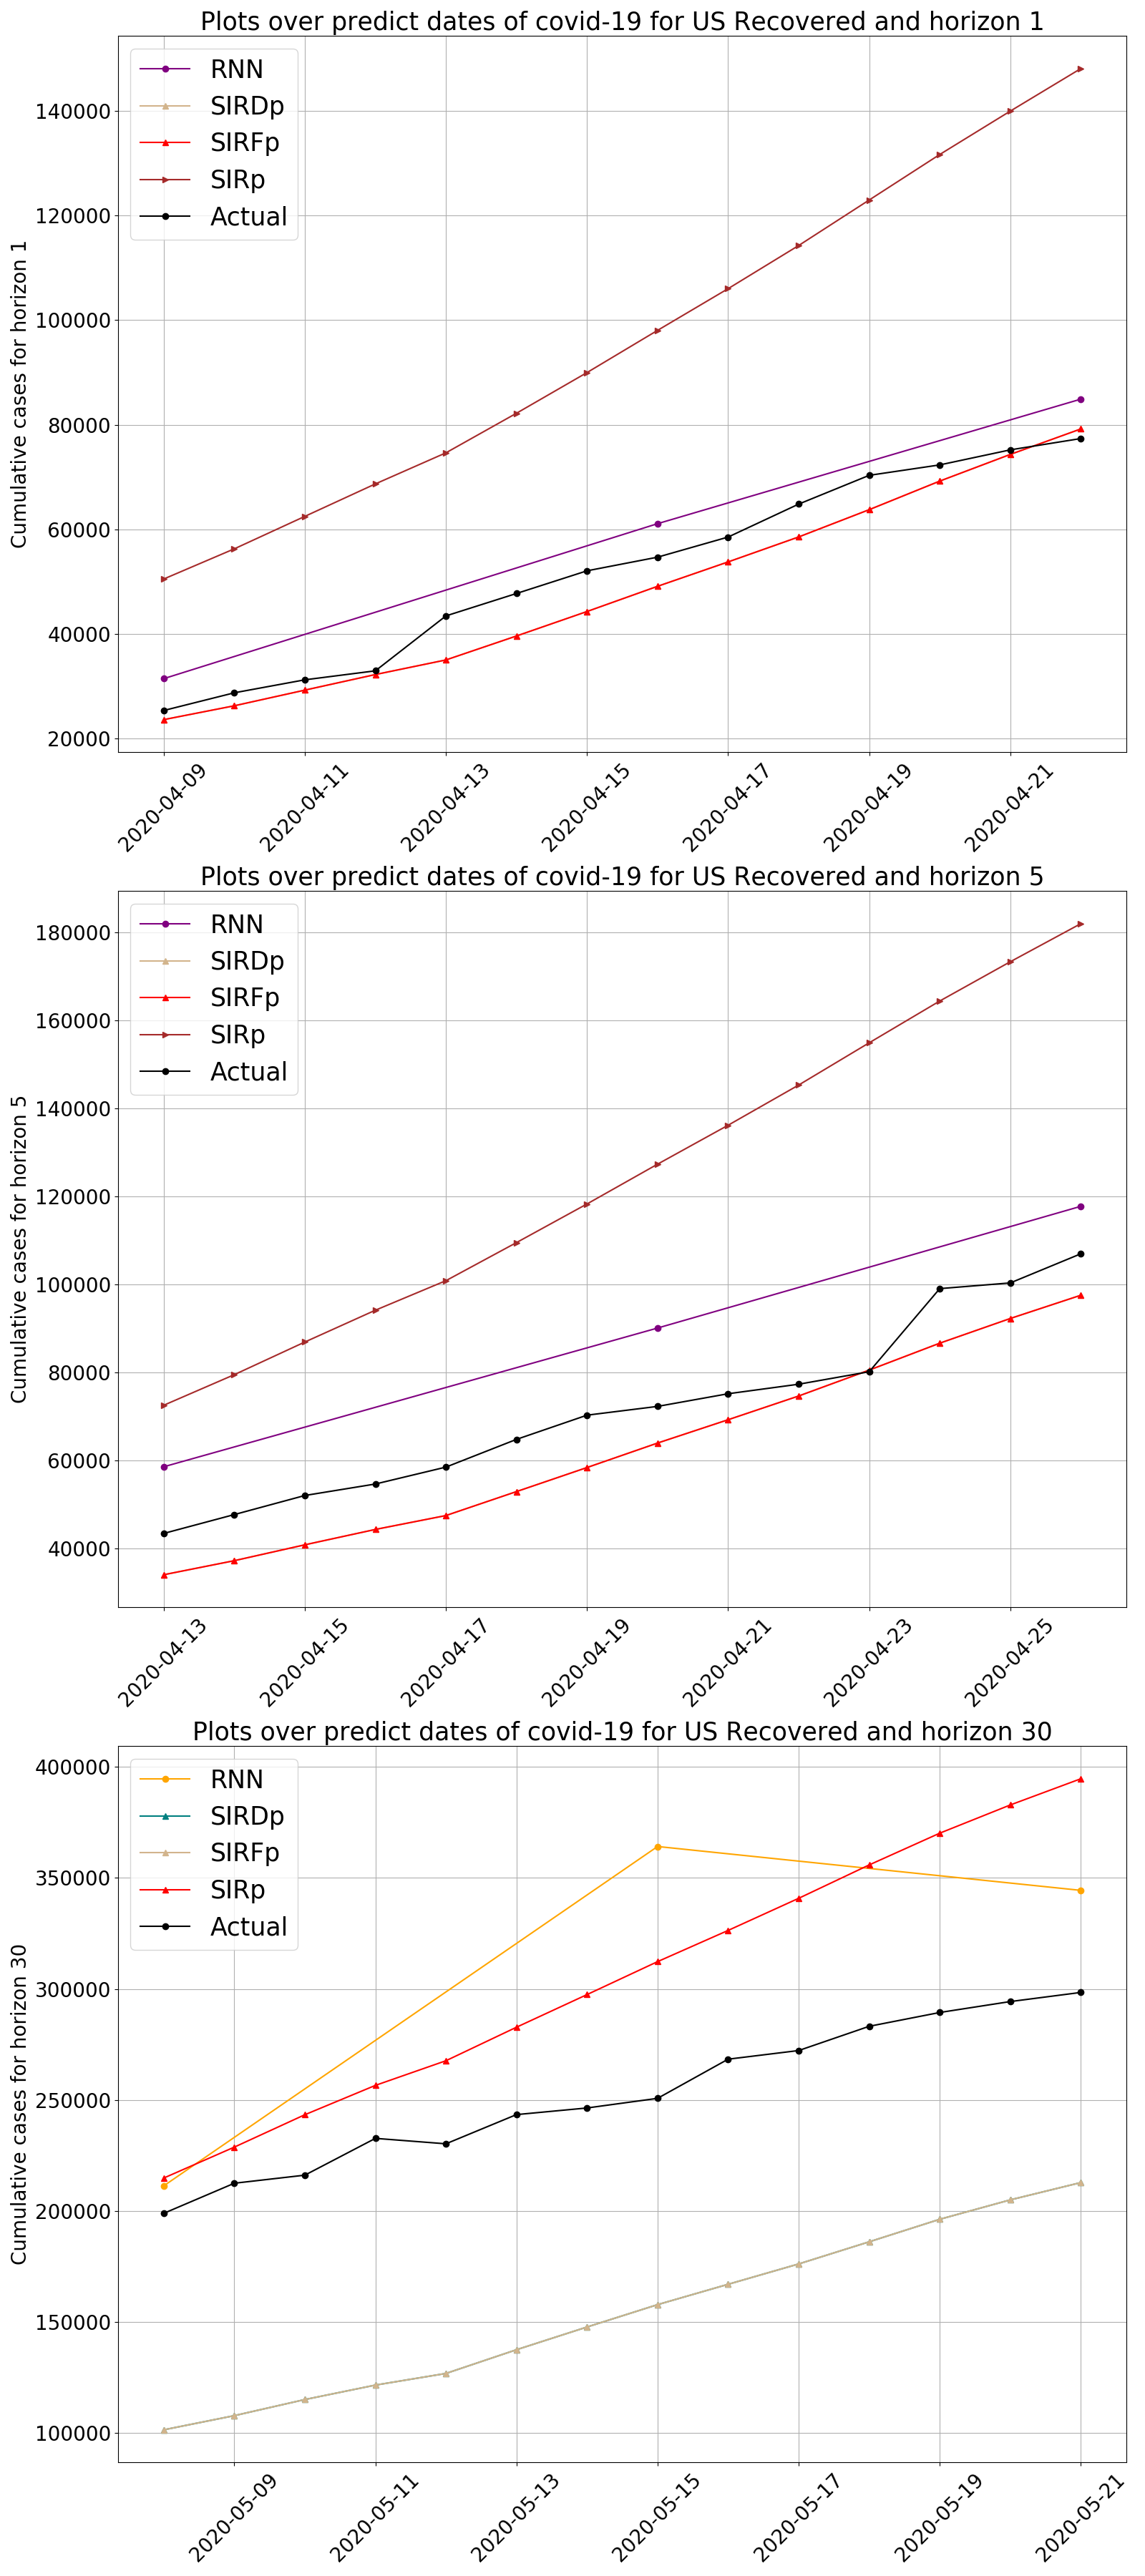 Plots over predict dates of covid-19 for US Recovered and horizon 1
RNN
SIRDp
SIRFp
SIRp
Actual
140000
120000
100000
80000
60000
40000
20000
Cumulative cases for horizon 1
2020-04-09
2020-04-11
2020-04-13
2020-04-15
2020-04-17
2020-04-19
2020-04-21
Plots over predict dates of covid-19 for US Recovered and horizon 5
RNN
SIRDp
SIRFp
SIRp
Actual
180000
160000
140000
120000
100000
80000
60000
40000
Cumulative cases for horizon 5
2020-04-13
2020-04-15
2020-04-17
2020-04-19
2020-04-21
2020-04-23
2020-04-25
Plots over predict dates of covid-19 for US Recovered and horizon 30
RNN
SIRDp
SIRFp
SIRp
Actual
400000
350000
300000
250000
200000
150000
100000
Cumulative cases for horizon 30
2020-05-09
2020-05-11
2020-05-13
2020-05-15
2020-05-17
2020-05-19
2020-05-21